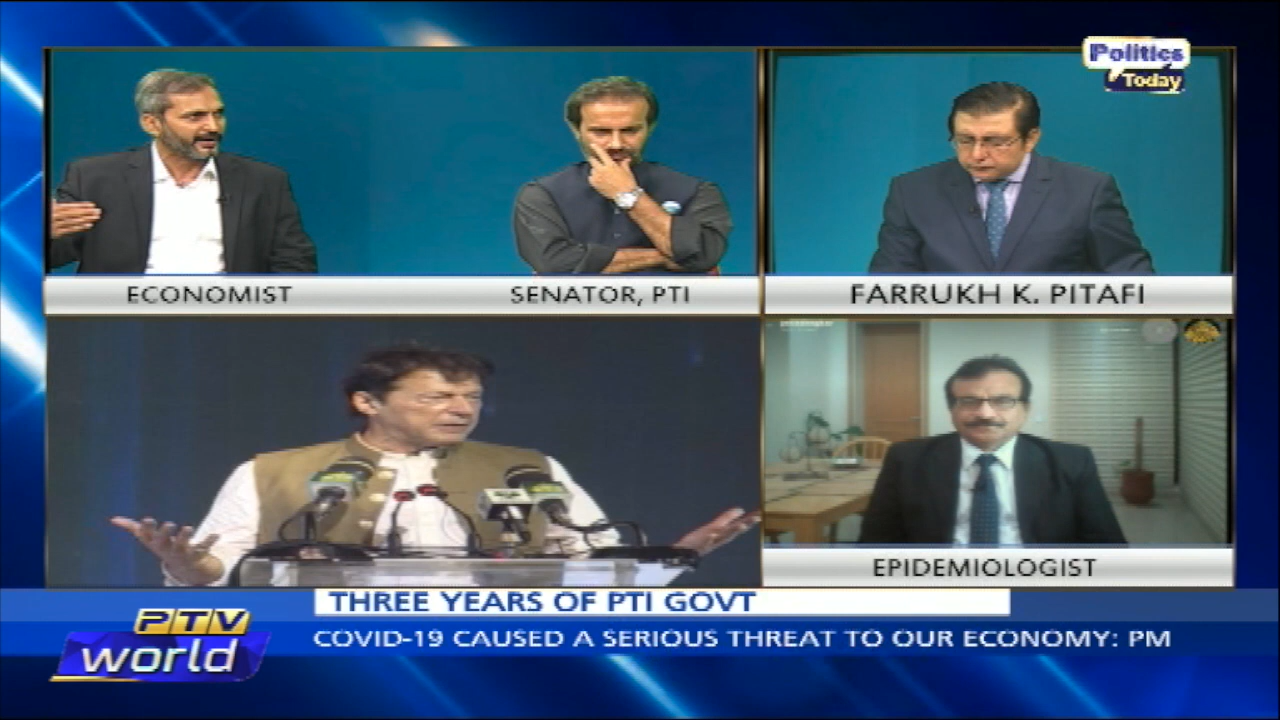 Politics
Today
ECONOMIST
SENATOR, PTI
FARRUKH K. PITAFI
EPIDEMIOLOGIST
THREE YEARS OF PTI GOVT
PTV
world
COVID-19 CAUSED A SERIOUS THREAT TO OUR ECONOMY: PM